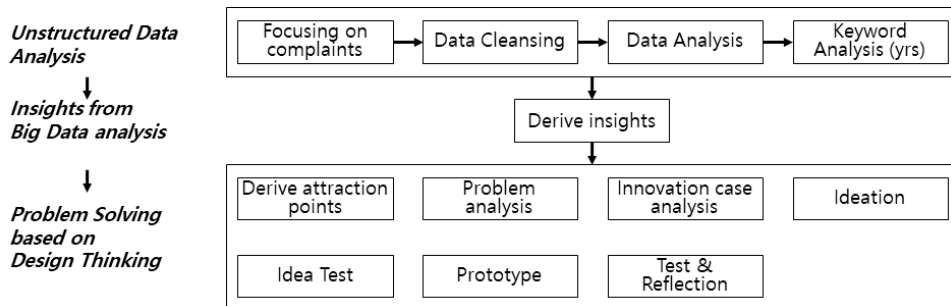 Unstructured Data
Analysis
Focusing on
complaints
Data Cleansing
Data Analysis
Keyword
Analysis (yrs)
Insights from
Big Data analysis
Derive insights
Problem Solving
based on
Design Thinking
Derive attraction
points
Problem
analysis
Innovation case
analysis
Ideation
Idea Test
Prototype
Test &
Reflection